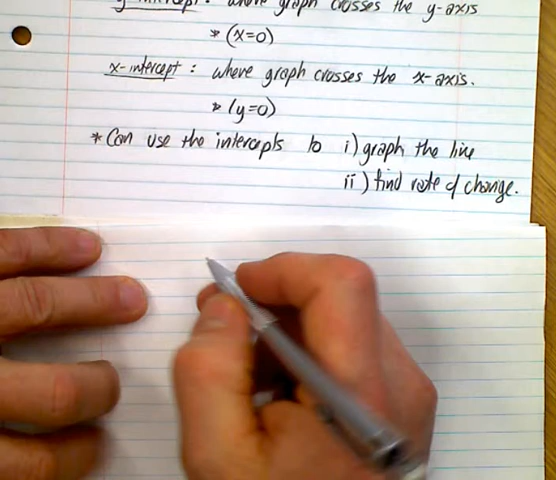 y-intercept : where graph crosses the y-axis
* (x=0)
x-intercept : where graph crosses the x-axis.
* (y=0)
* Can use the intercepts to i) graph the line
ii) find rate of change.